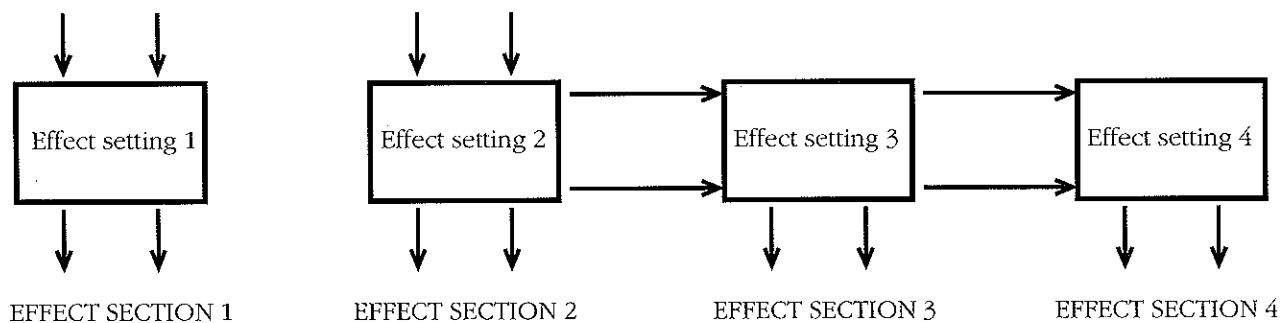 Effect setting 1
Effect setting 2
Effect setting 3
Effect setting 4
EFFECT SECTION 1
EFFECT SECTION 2
EFFECT SECTION 3
EFFECT SECTION 4